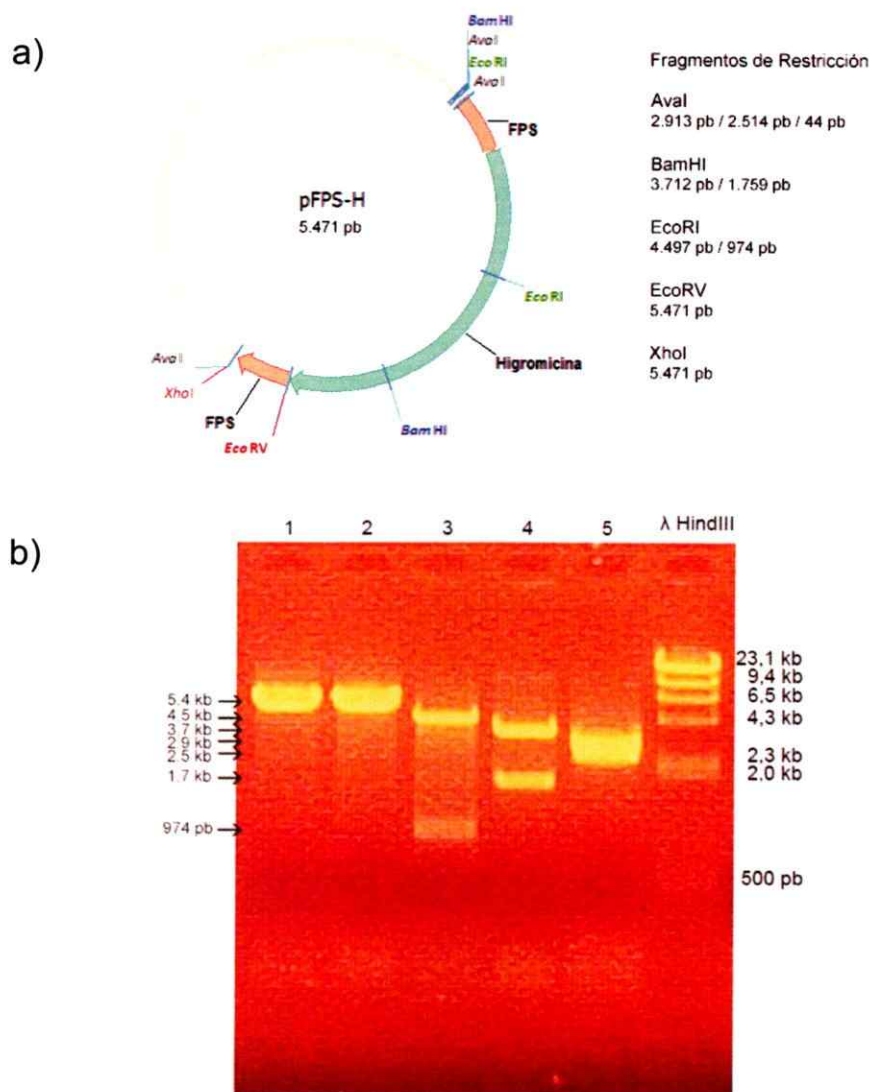 a)
BamHI
AvaI
EcoRI
AvaI
FPS
pFPS-H
5.471 pb
EcoRI
Higromicina
BamHI
EcoRV
FPS
XhoI
AvaI
Fragmentos de Restricción
AvaI
2.913 pb / 2.514 pb / 44 pb
BamHI
3.712 pb / 1.759 pb
EcoRI
4.497 pb / 974 pb
EcoRV
5.471 pb
XhoI
5.471 pb
b)
1 2 3 4 5 λ HindIII
5.4 kb
4.5 kb
3.7 kb
2.9 kb
2.5 kb
1.7 kb
974 pb
23,1 kb
9,4 kb
6,5 kb
4,3 kb
2.3 kb
2.0 kb
500 pb